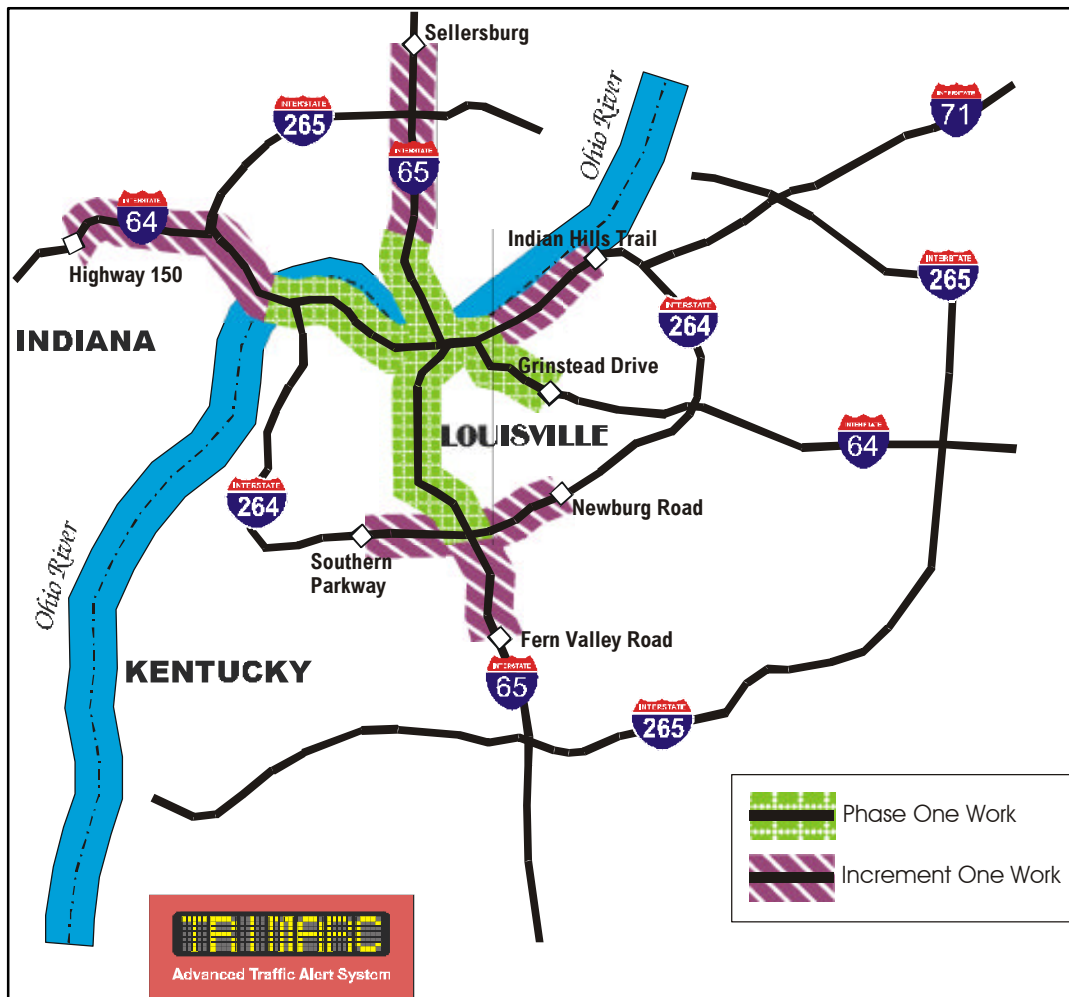 Sellersburg
Ohio River
INTERSTATE
71
INTERSTATE
265
INTERSTATE
65
INTERSTATE
64
Indian Hills Trail
Highway 150
INTERSTATE
265
INDIANA
INTERSTATE
264
Grinstead Drive
LOUISVILLE
INTERSTATE
64
INTERSTATE
264
Newburg Road
Southern
Parkway
Ohio River
Fern Valley Road
KENTUCKY
INTERSTATE
65
INTERSTATE
265
Phase One Work
Increment One Work
TRIMARC
Advanced Traffic Alert System